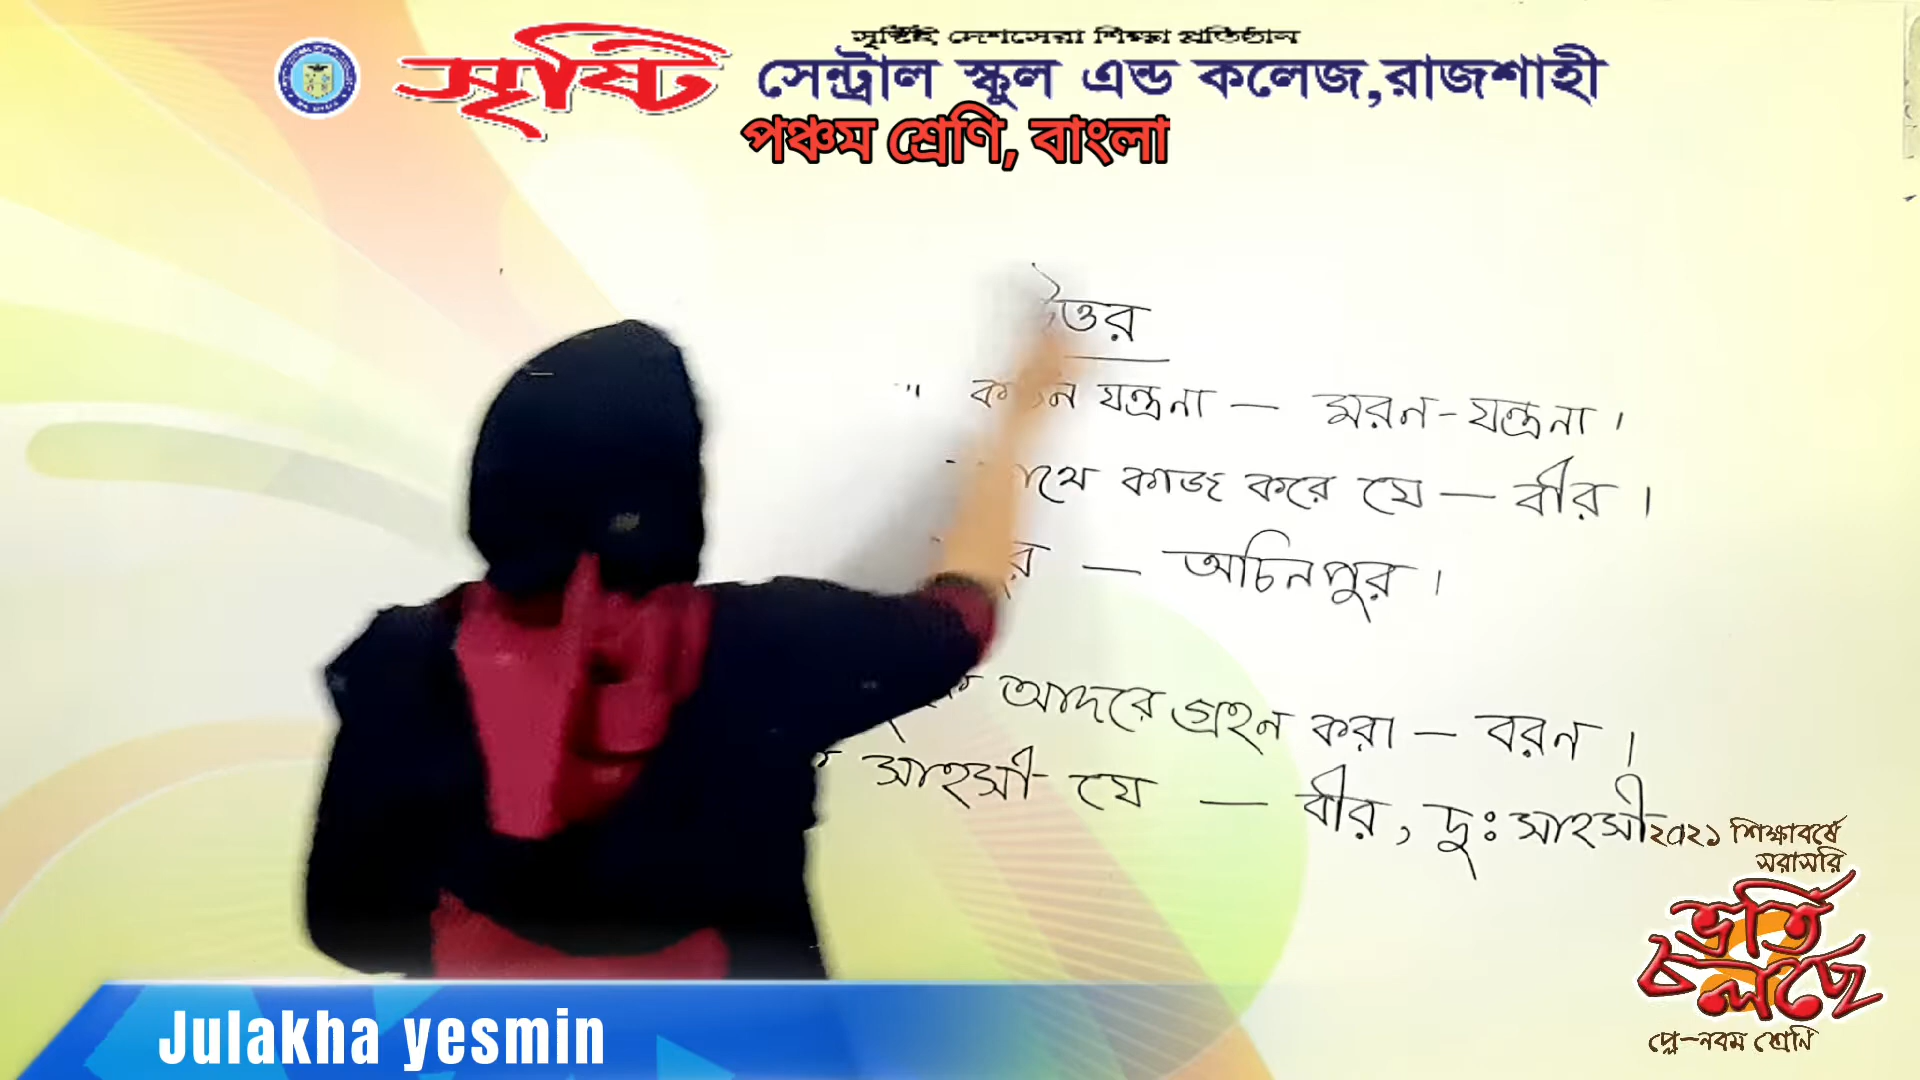 সৃষ্টিই দেশসেরা শিক্ষা প্রতিষ্ঠান
সৃষ্টি সেন্ট্রাল স্কুল এন্ড কলেজ,রাজশাহী
পঞ্চম শ্রেণি, বাংলা
উত্তর
যন্ত্রনা — মরন-যন্ত্রনা।
কাজ করে যে — বীর।
— অচিনপুর।
আদরে গ্রহন করা — বরন।
সাহসী যে — বীর, দুঃসাহসী
২০২১ শিক্ষাবর্ষে
সরাসরি
ভর্তি
চলছে
প্লে-নবম শ্রেণি
Julakha yesmin